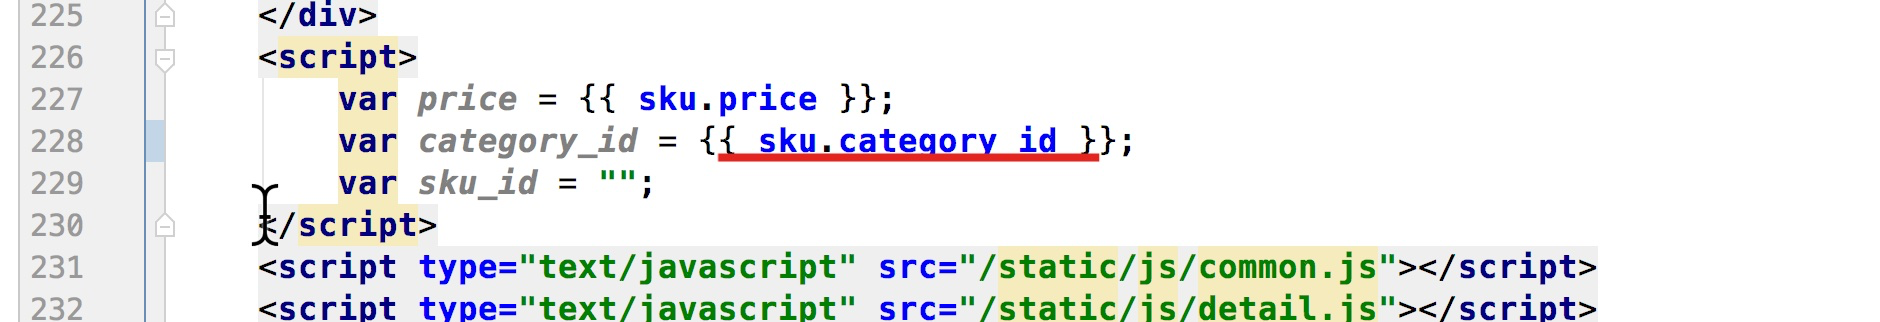 225 </div>
226 <script>
227 var price = {{ sku.price }};
228 var category_id = {{ sku.category_id }};
229 var sku_id = "";
230 </script>
231 <script type="text/javascript" src="/static/js/common.js"></script>
232 <script type="text/javascript" src="/static/js/detail.js"></script>